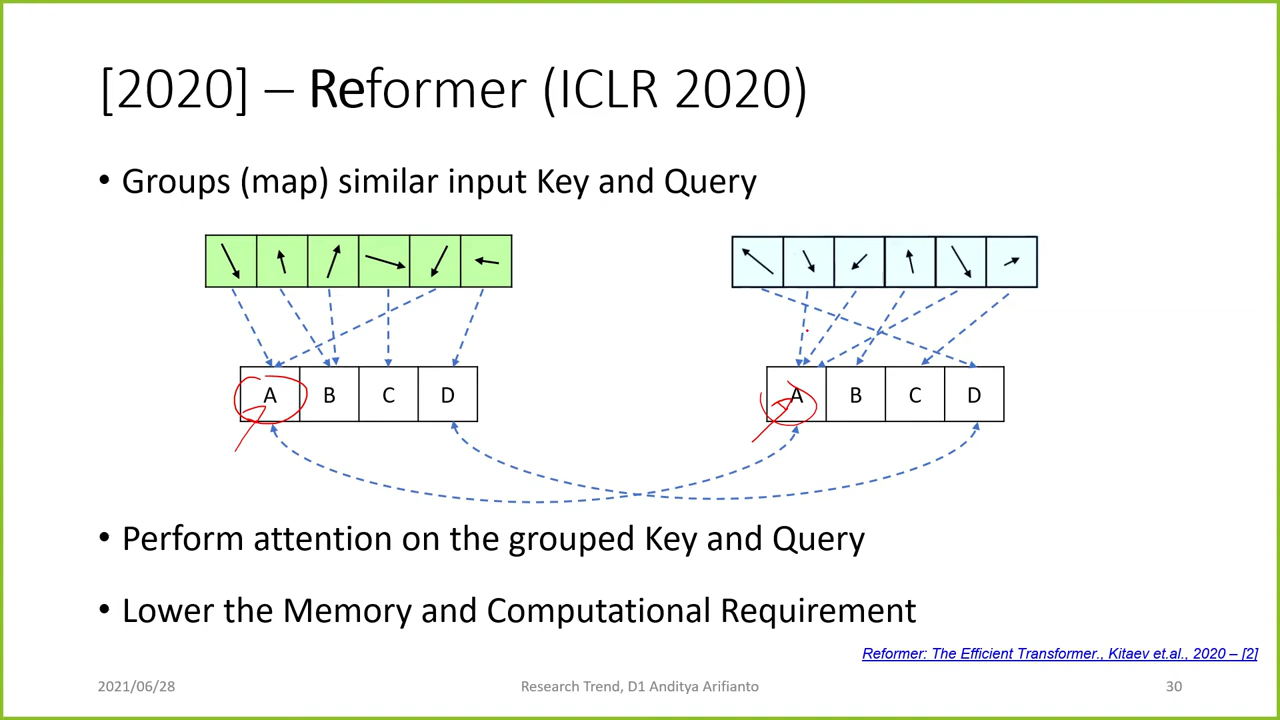 [2020] – Reformer (ICLR 2020)
• Groups (map) similar input Key and Query
A B C D A B C D
• Perform attention on the grouped Key and Query
• Lower the Memory and Computational Requirement
Reformer: The Efficient Transformer., Kitaev et.al., 2020 – [2]
2021/06/28 Research Trend, D1 Anditya Arifianto 30